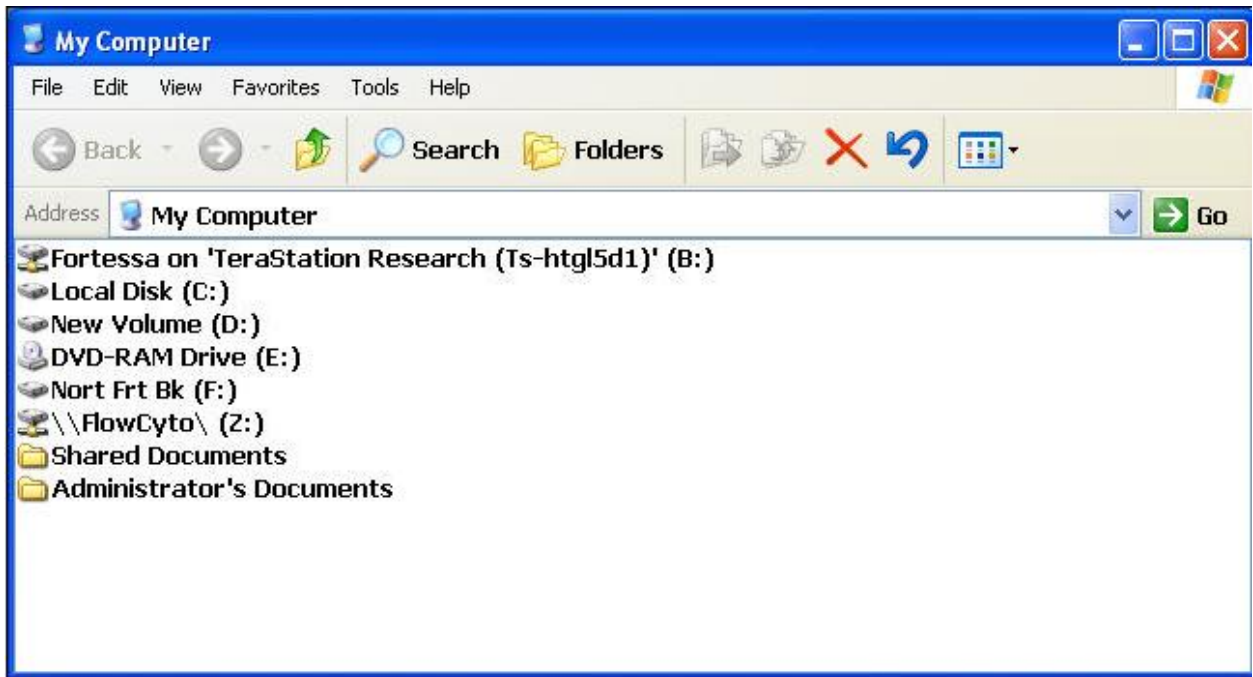 My Computer
File Edit View Favorites Tools Help
Back Search Folders
Address My Computer Go
Fortessa on 'TeraStation Research (Ts-htgl5d1)' (B:)
Local Disk (C:)
New Volume (D:)
DVD-RAM Drive (E:)
Nort Frt Bk (F:)
\\FlowCyto\ (Z:)
Shared Documents
Administrator's Documents